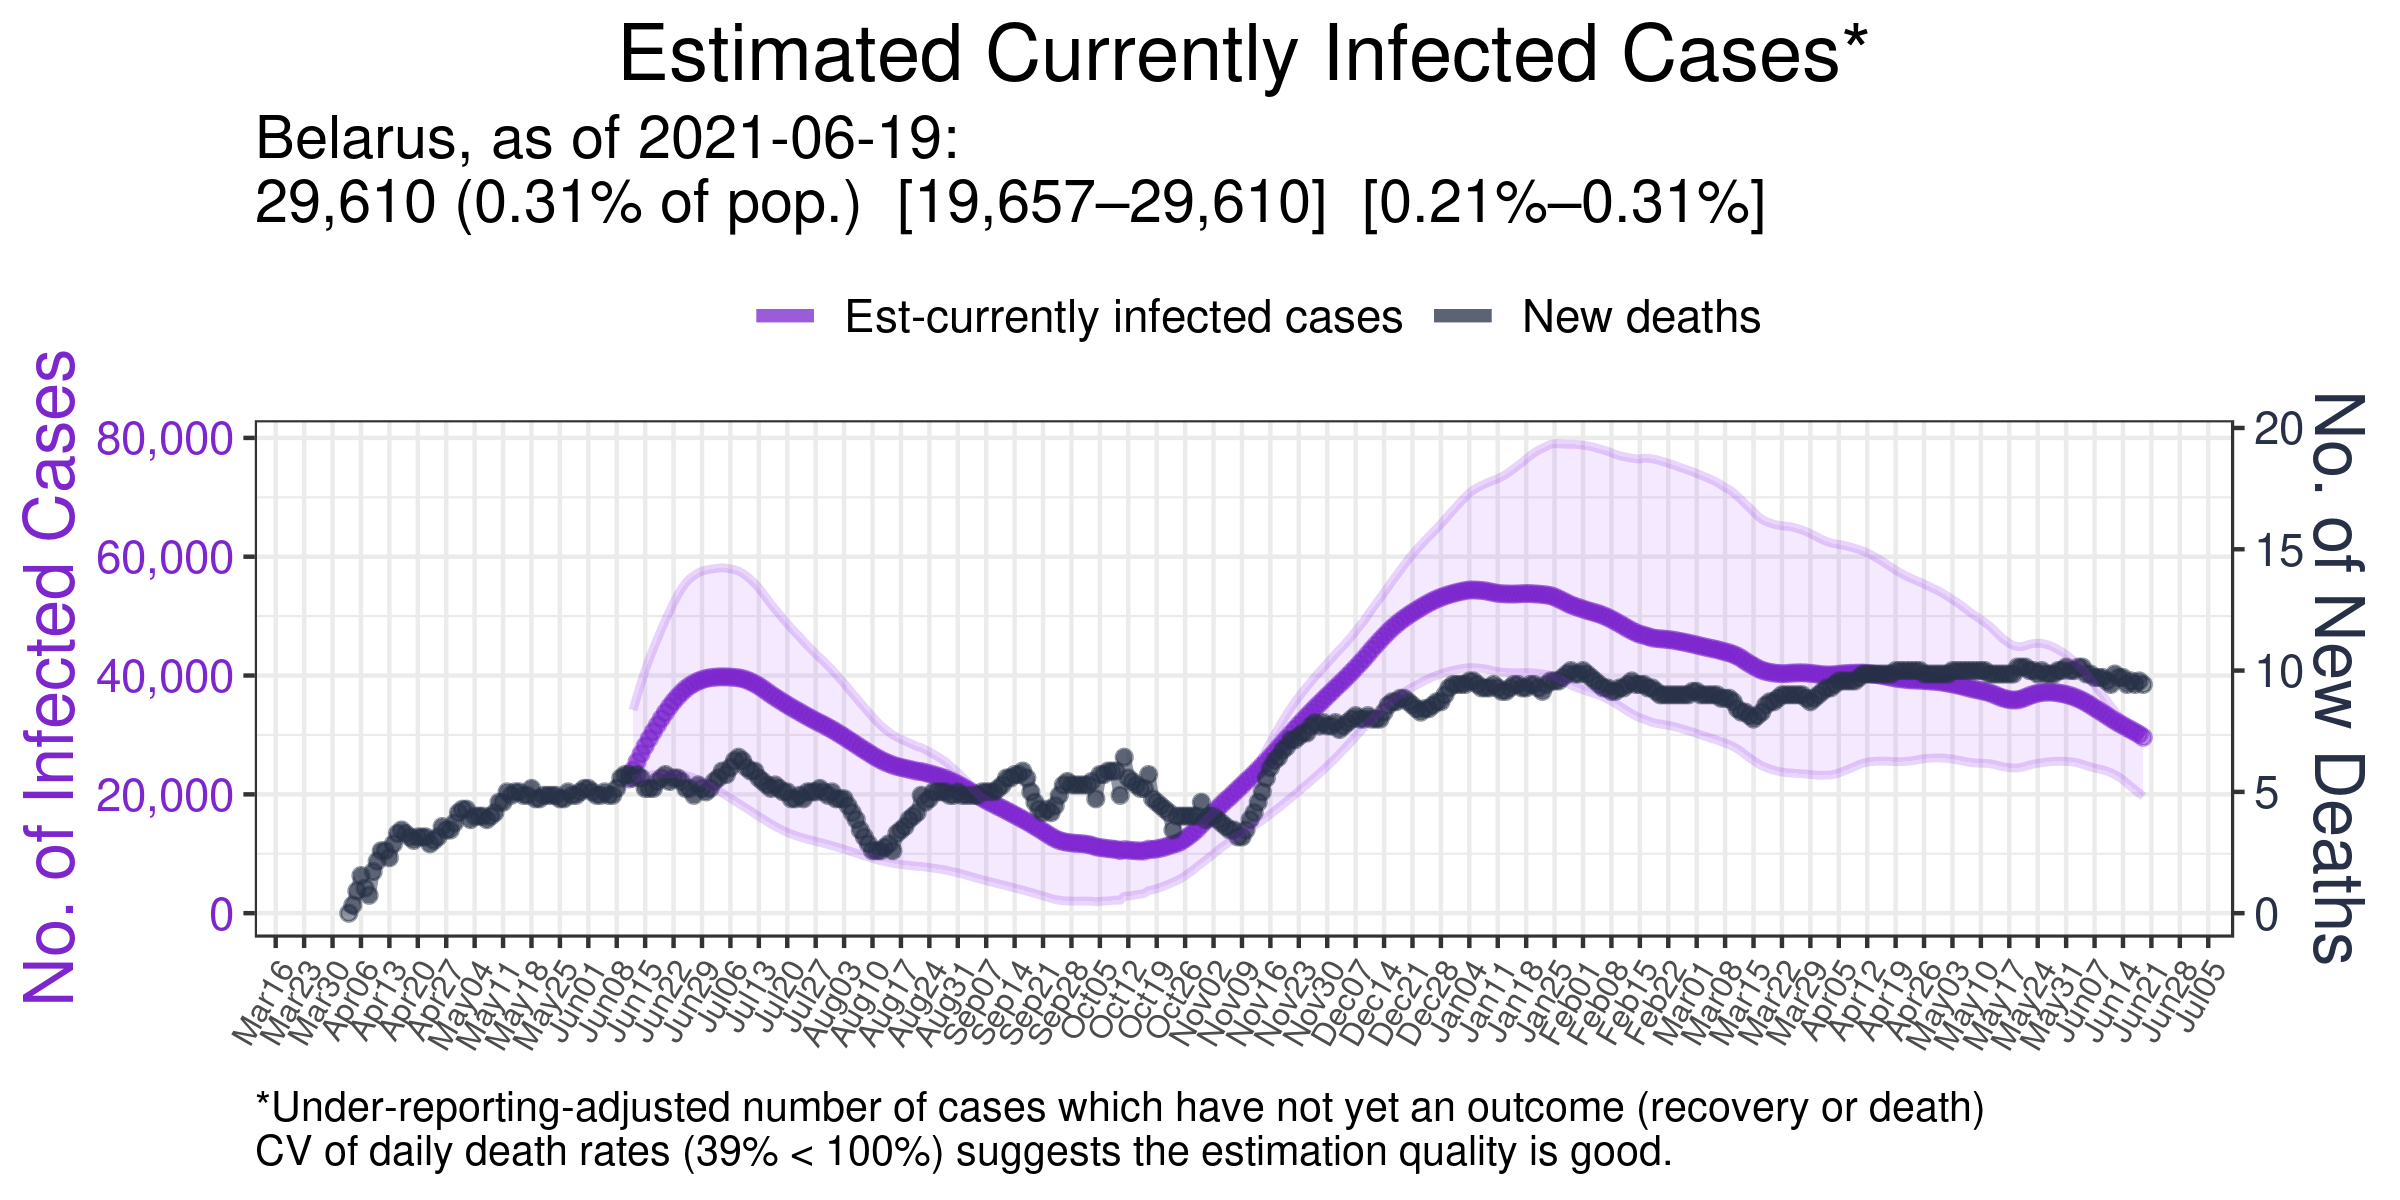 Estimated Currently Infected Cases*
Belarus, as of 2021-06-19:
29,610 (0.31% of pop.)  [19,657–29,610]  [0.21%–0.31%]
Est-currently infected cases
New deaths
No. of Infected Cases
80,000
60,000
40,000
20,000
0
20
15
10
5
0
No. of New Deaths
Mar16
Mar23
Mar30
Apr06
Apr13
Apr20
Apr27
May04
May11
May18
May25
Jun01
Jun08
Jun15
Jun22
Jun29
Jul06
Jul13
Jul20
Jul27
Aug03
Aug10
Aug17
Aug24
Aug31
Sep07
Sep14
Sep21
Sep28
Oct05
Oct12
Oct19
Oct26
Nov02
Nov09
Nov16
Nov23
Nov30
Dec07
Dec14
Dec21
Dec28
Jan04
Jan11
Jan18
Jan25
Feb01
Feb08
Feb15
Feb22
Mar01
Mar08
Mar15
Mar22
Mar29
Apr05
Apr12
Apr19
Apr26
May03
May10
May17
May24
May31
Jun07
Jun14
Jun21
Jun28
Jul05
*Under-reporting-adjusted number of cases which have not yet an outcome (recovery or death)
CV of daily death rates (39% < 100%) suggests the estimation quality is good.